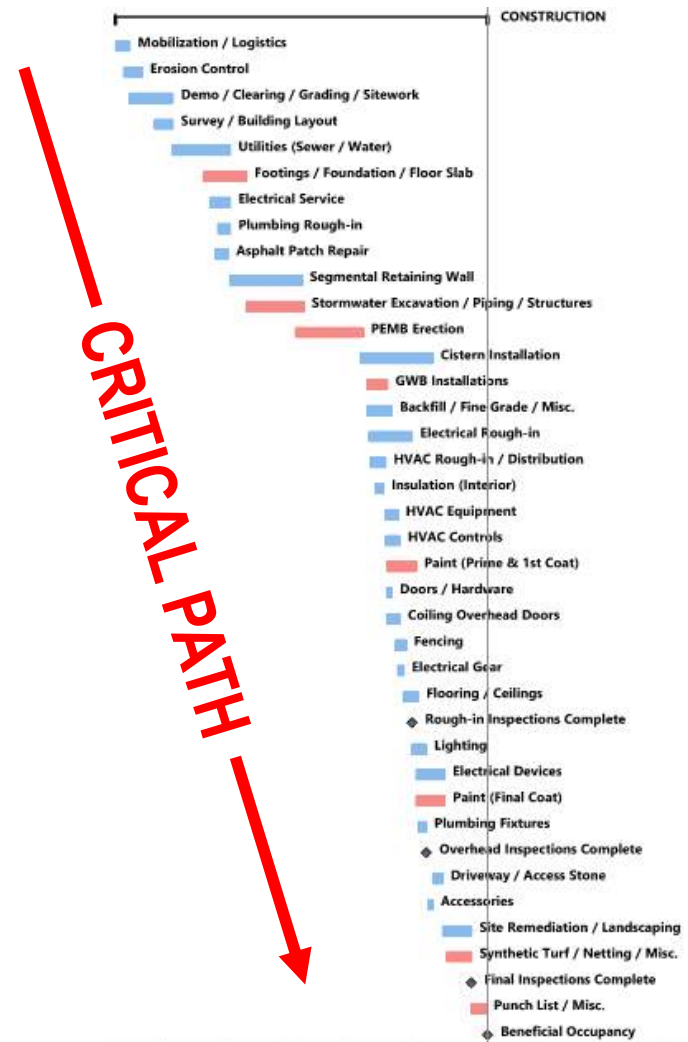 CONSTRUCTION
Mobilization / Logistics
Erosion Control
Demo / Clearing / Grading / Sitework
Survey / Building Layout
Utilities (Sewer / Water)
Footings / Foundation / Floor Slab
Electrical Service
Plumbing Rough-in
Asphalt Patch Repair
Segmental Retaining Wall
Stormwater Excavation / Piping / Structures
PEMB Erection
Cistern Installation
GWB Installations
Backfill / Fine Grade / Misc.
Electrical Rough-in
HVAC Rough-in / Distribution
Insulation (Interior)
HVAC Equipment
HVAC Controls
Paint (Prime & 1st Coat)
Doors / Hardware
Coiling Overhead Doors
Fencing
Electrical Gear
Flooring / Ceilings
Rough-in Inspections Complete
Lighting
Electrical Devices
Paint (Final Coat)
Plumbing Fixtures
Overhead Inspections Complete
Driveway / Access Stone
Accessories
Site Remediation / Landscaping
Synthetic Turf / Netting / Misc.
Final Inspections Complete
Punch List / Misc.
Beneficial Occupancy
CRITICAL PATH